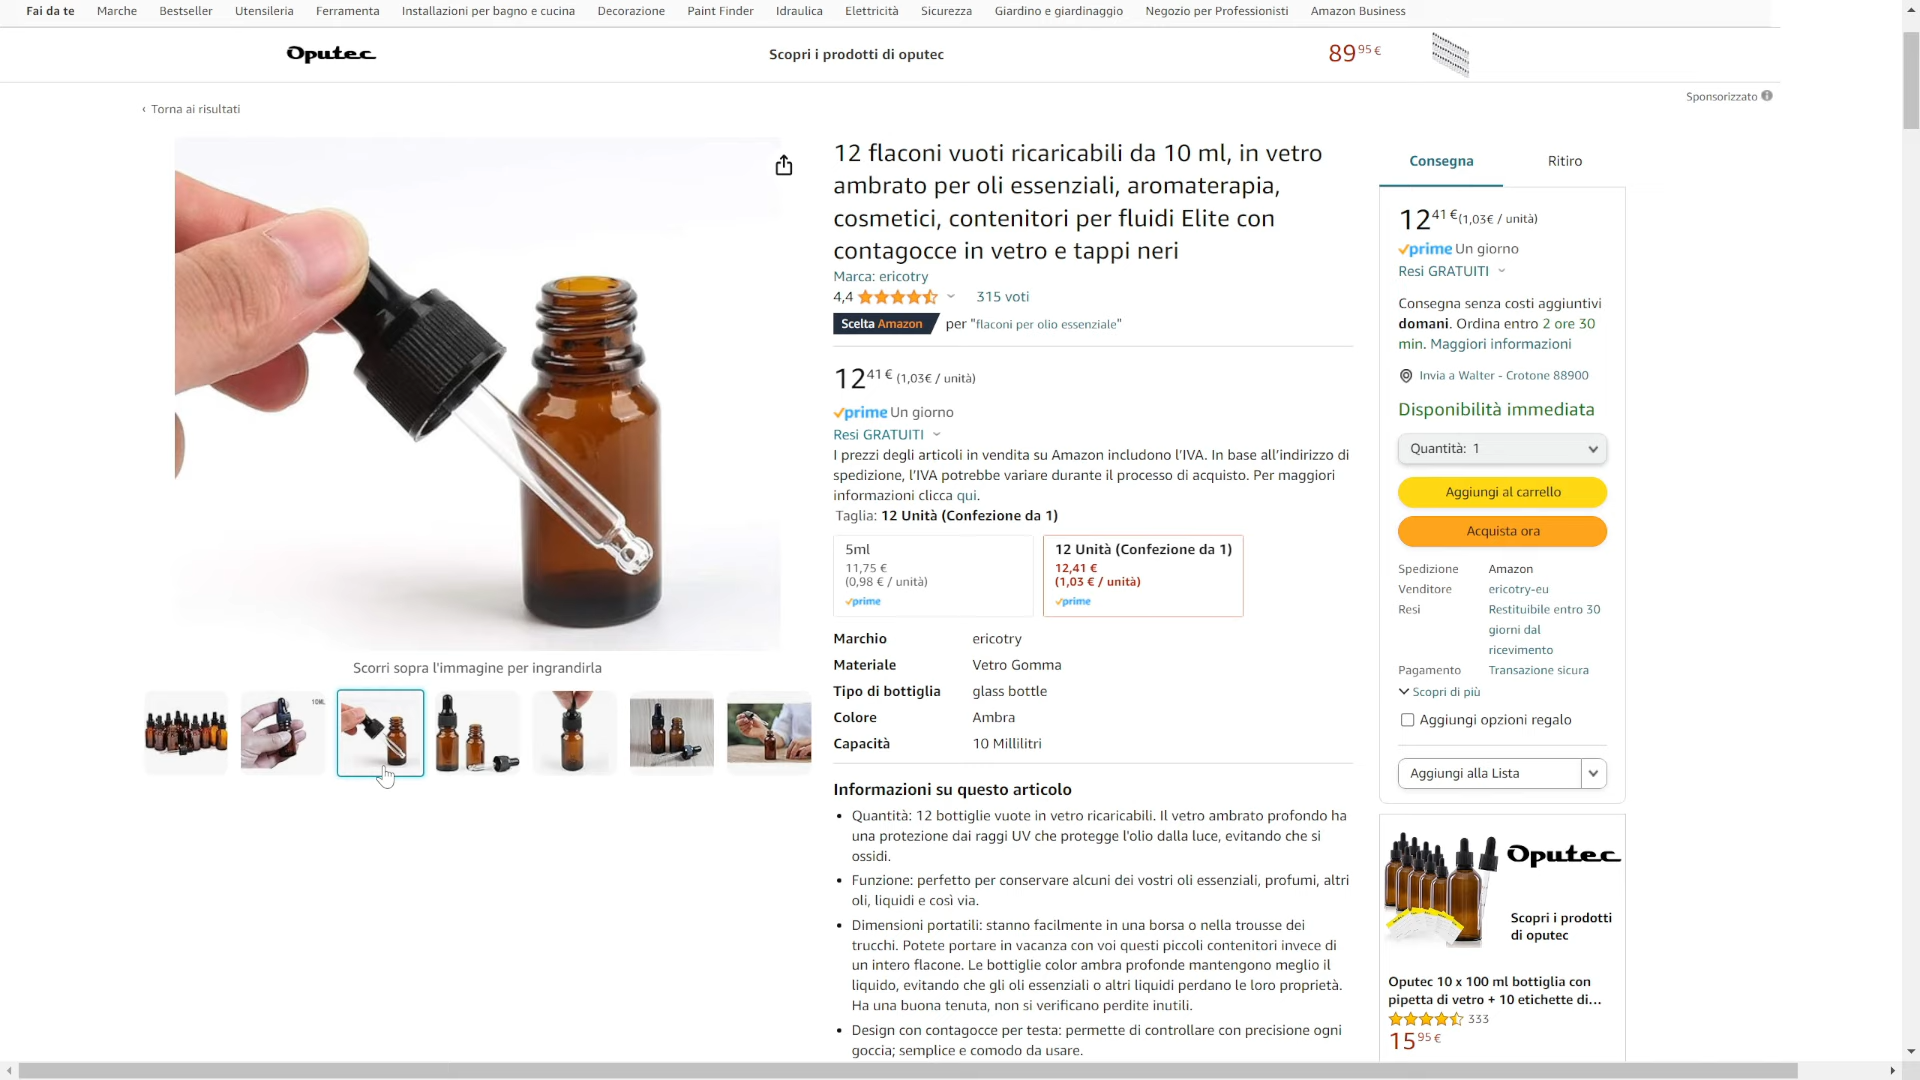 Fai da te Marche Bestseller Utensileria Ferramenta Installazioni per bagno e cucina Decorazione Paint Finder Idraulica Elettricità Sicurezza Giardino e giardinaggio Negozio per Professionisti Amazon Business
Oputec Scopri i prodotti di oputec 89 95 €
Sponsorizzato
‹ Torna ai risultati
12 flaconi vuoti ricaricabili da 10 ml, in vetro
ambrato per oli essenziali, aromaterapia,
cosmetici, contenitori per fluidi Elite con
contagocce in vetro e tappi neri
Marca: ericotry
4,4 315 voti
Scelta Amazon per "flaconi per olio essenziale"
12 41 € (1,03€ / unità)
prime Un giorno
Resi GRATUITI
I prezzi degli articoli in vendita su Amazon includono l'IVA. In base all'indirizzo di
spedizione, l'IVA potrebbe variare durante il processo di acquisto. Per maggiori
informazioni clicca qui.
Taglia: 12 Unità (Confezione da 1)
5ml
11,75 €
(0,98 € / unità)
prime
12 Unità (Confezione da 1)
12,41 €
(1,03 € / unità)
prime
Marchio ericotry
Materiale Vetro Gomma
Tipo di bottiglia glass bottle
Colore Ambra
Capacità 10 Millilitri
Informazioni su questo articolo
• Quantità: 12 bottiglie vuote in vetro ricaricabili. Il vetro ambrato profondo ha
una protezione dai raggi UV che protegge l'olio dalla luce, evitando che si
ossidi.
• Funzione: perfetto per conservare alcuni dei vostri oli essenziali, profumi, altri
oli, liquidi e così via.
• Dimensioni portatili: stanno facilmente in una borsa o nella trousse dei
trucchi. Potete portare in vacanza con voi questi piccoli contenitori invece di
un intero flacone. Le bottiglie color ambra profonde mantengono meglio il
liquido, evitando che gli oli essenziali o altri liquidi perdano le loro proprietà.
Ha una buona tenuta, non si verificano perdite inutili.
• Design con contagocce per testa: permette di controllare con precisione ogni
goccia; semplice e comodo da usare.
Scorri sopra l'immagine per ingrandirla
10ML
Consegna Ritiro
12 41 € (1,03€ / unità)
prime Un giorno
Resi GRATUITI
Consegna senza costi aggiuntivi
domani. Ordina entro 2 ore 30
min. Maggiori informazioni
Invia a Walter - Crotone 88900
Disponibilità immediata
Quantità: 1
Aggiungi al carrello
Acquista ora
Spedizione Amazon
Venditore ericotry-eu
Resi Restituibile entro 30
giorni dal
ricevimento
Pagamento Transazione sicura
Scopri di più
Aggiungi opzioni regalo
Aggiungi alla Lista
Oputec
Scopri i prodotti
di oputec
Oputec 10 x 100 ml bottiglia con
pipetta di vetro + 10 etichette di...
333
15 95 €